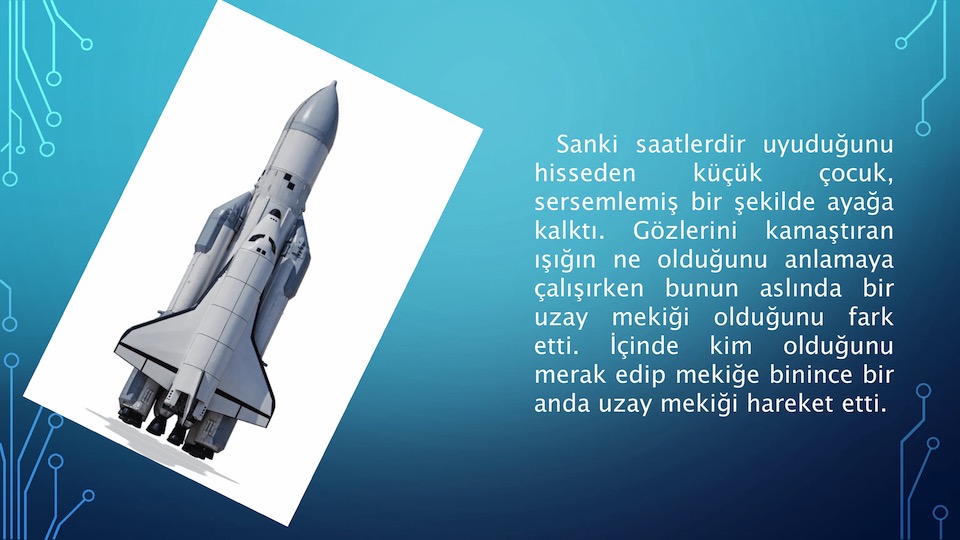 Sanki saatlerdir uyuduğunu
hisseden küçük çocuk,
sersemlemiş bir şekilde ayağa
kalktı. Gözlerini kamaştıran
ışığın ne olduğunu anlamaya
çalışırken bunun aslında bir
uzay mekiği olduğunu fark
etti. İçinde kim olduğunu
merak edip mekiğe binince bir
anda uzay mekiği hareket etti.